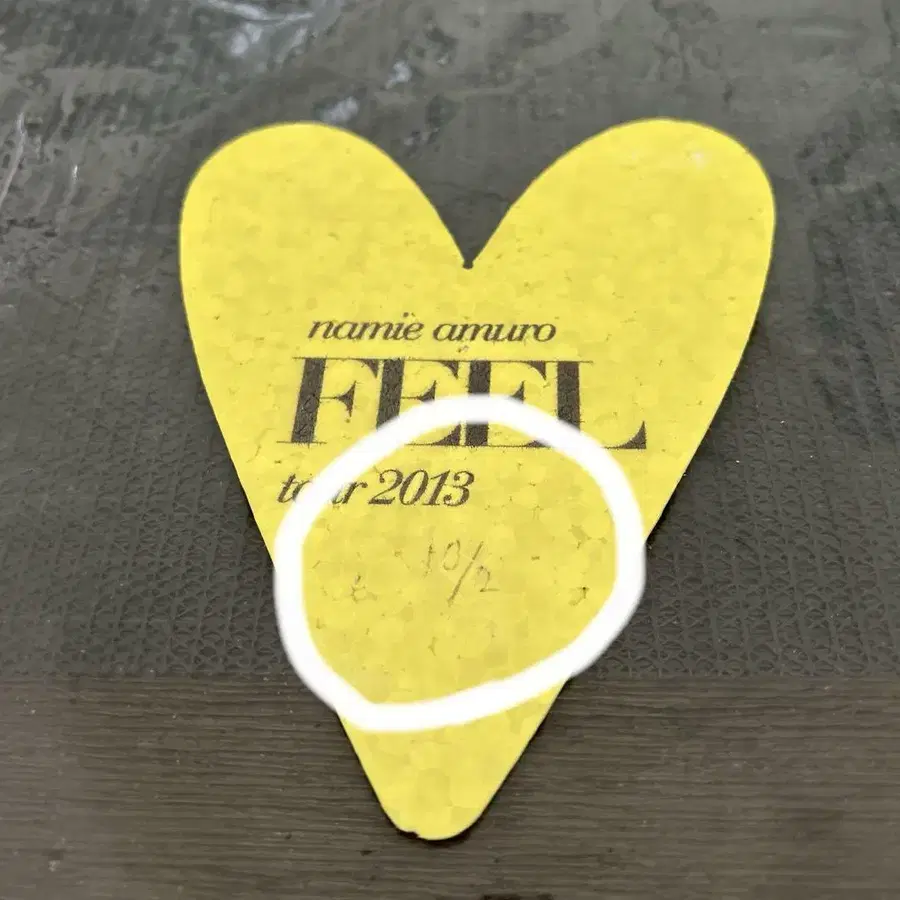 namie amuro
FEEL
tour 2013
10/2